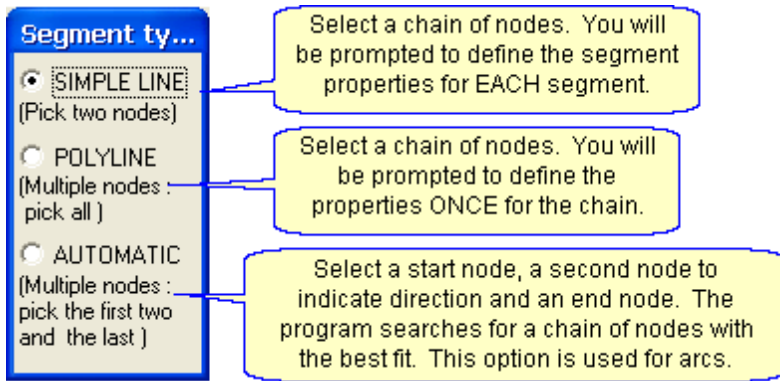 Segment ty...
SIMPLE LINE
(Pick two nodes)
POLYLINE
(Multiple nodes :
pick all )
AUTOMATIC
(Multiple nodes :
pick the first two
and the last )
Select a chain of nodes. You will
be prompted to define the segment
properties for EACH segment.
Select a chain of nodes. You will
be prompted to define the
properties ONCE for the chain.
Select a start node, a second node to
indicate direction and an end node. The
program searches for a chain of nodes with
the best fit. This option is used for arcs.